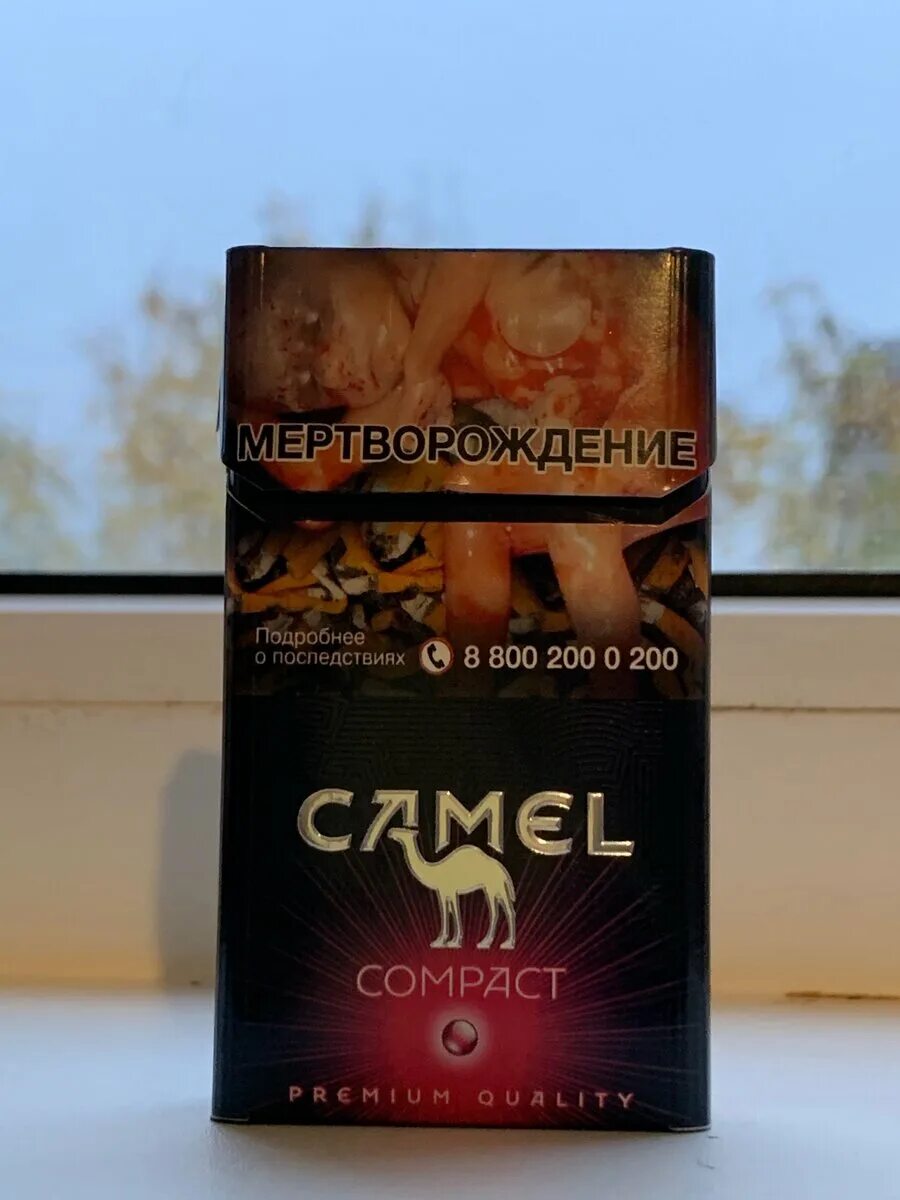 МЕРТВОРОЖДЕНИЕ
Подробнее
о последствиях 8 800 200 0 200
CAMEL
COMPACT
PREMIUM QUALITY